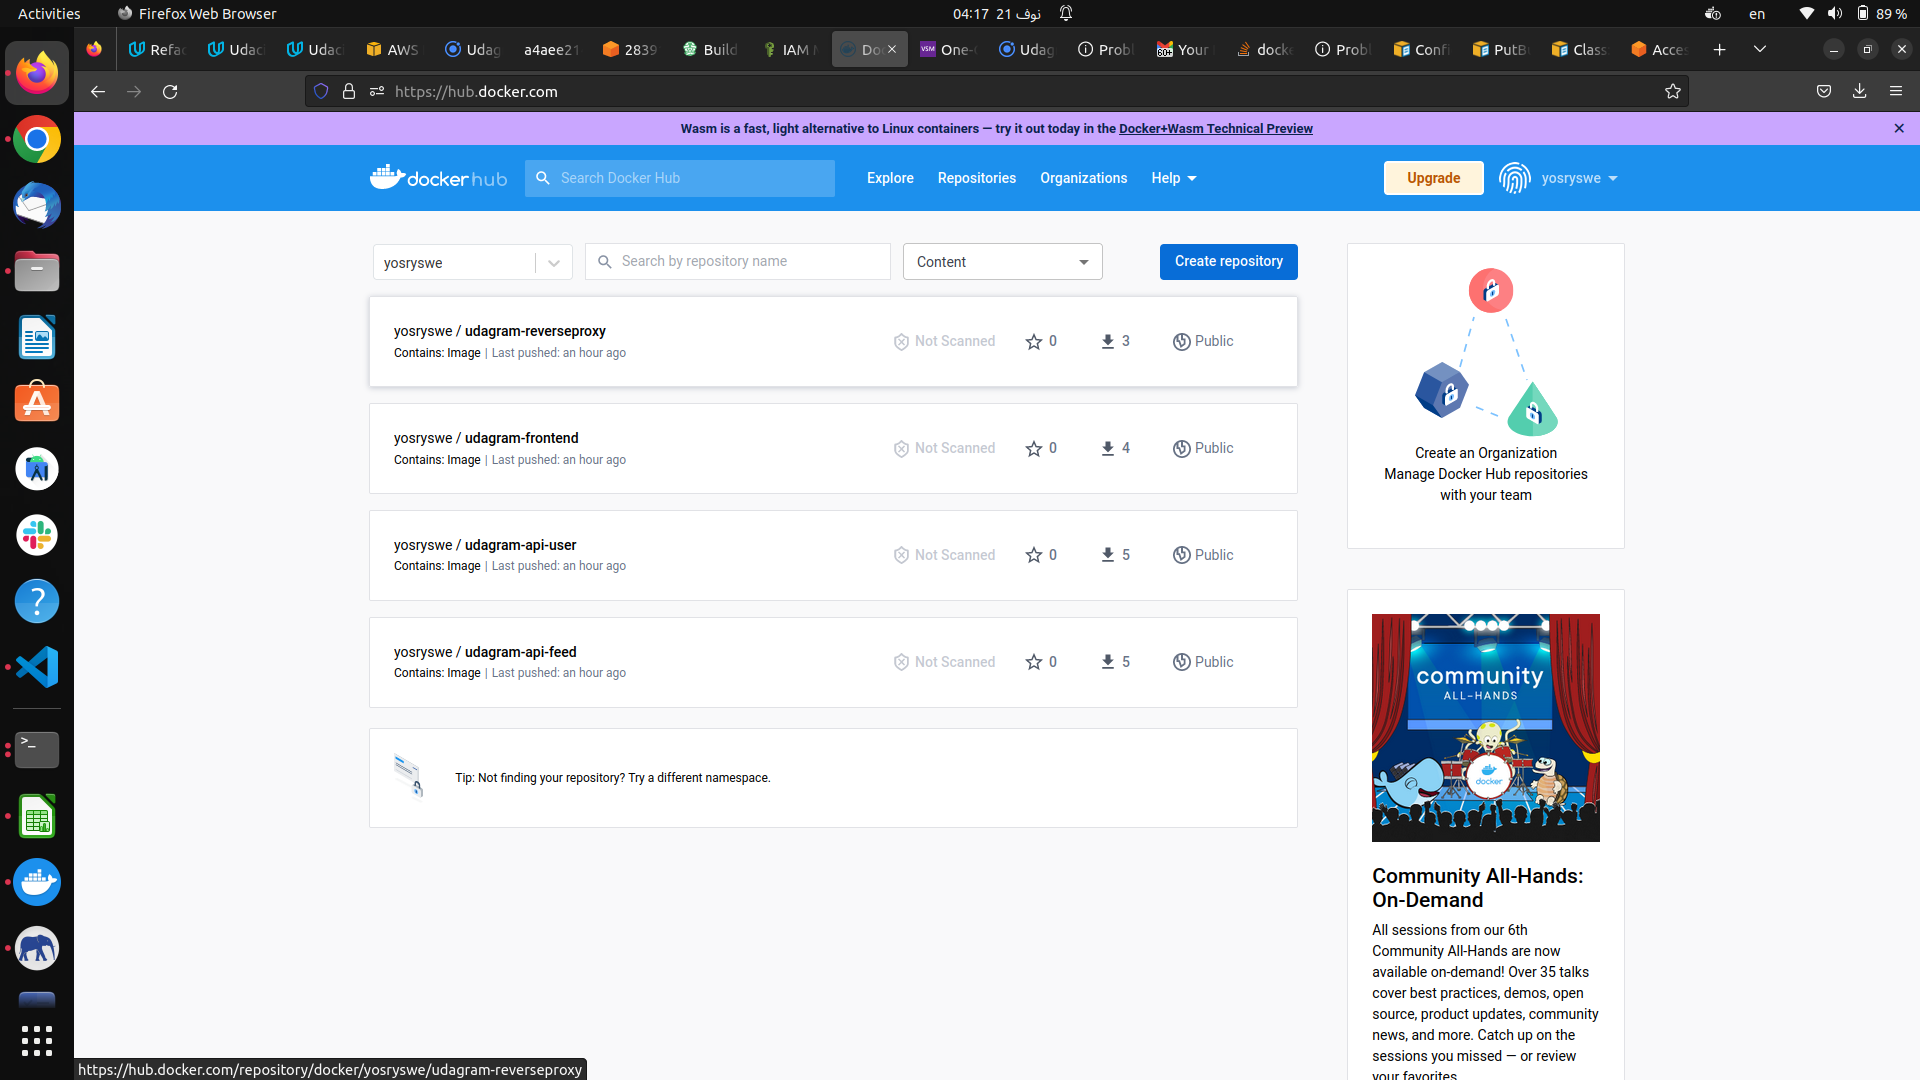 Activities
Firefox Web Browser
04:17 21 نوف
en
89 %
Refac
Udaci
Udaci
AWS
Udag
a4aee21
2839
Build
IAM M
Do
One-
Udag
Probl
Your
docke
Probl
Confi
PutBu
Class
Acces
https://hub.docker.com
Wasm is a fast, light alternative to Linux containers — try it out today in the Docker+Wasm Technical Preview
docker hub
Search Docker Hub
Explore
Repositories
Organizations
Help
Upgrade
yosryswe
yosryswe
Search by repository name
Content
Create repository
yosryswe / udagram-reverseproxy
Contains: Image | Last pushed: an hour ago
Not Scanned
0
3
Public
yosryswe / udagram-frontend
Contains: Image | Last pushed: an hour ago
Not Scanned
0
4
Public
yosryswe / udagram-api-user
Contains: Image | Last pushed: an hour ago
Not Scanned
0
5
Public
yosryswe / udagram-api-feed
Contains: Image | Last pushed: an hour ago
Not Scanned
0
5
Public
Tip: Not finding your repository? Try a different namespace.
Create an Organization
Manage Docker Hub repositories
with your team
community
ALL-HANDS
docker
Community All-Hands:
On-Demand
All sessions from our 6th
Community All-Hands are now
available on-demand! Over 35 talks
cover best practices, demos, open
source, product updates, community
news, and more. Catch up on the
sessions you missed — or review
your favorites.
https://hub.docker.com/repository/docker/yosryswe/udagram-reverseproxy